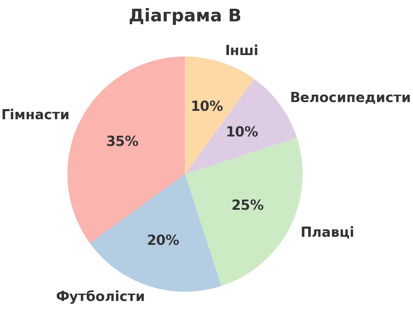 Діаграма В
Інші
10%
Велосипедисти
10%
Гімнасти
35%
25%
Плавці
20%
Футболісти